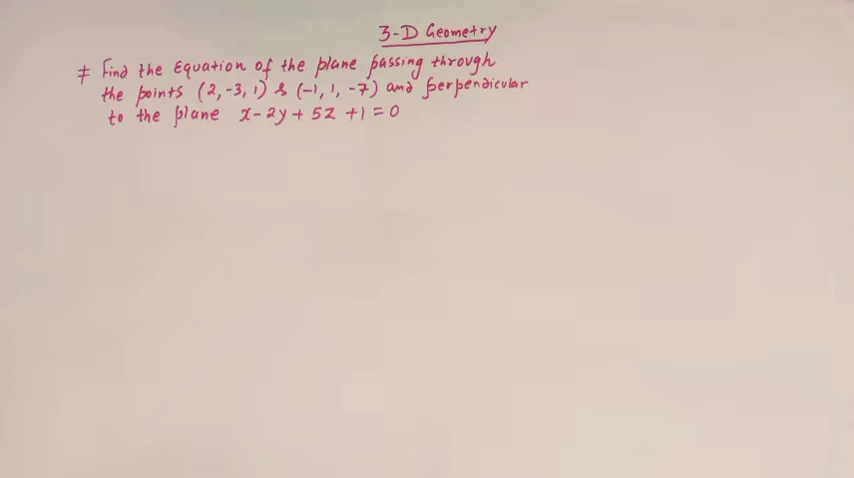 3-D Geometry
# Find the Equation of the plane passing through
the points (2,-3,1) & (-1,1,-7) and perpendicular
to the plane x-2y+5z+1=0